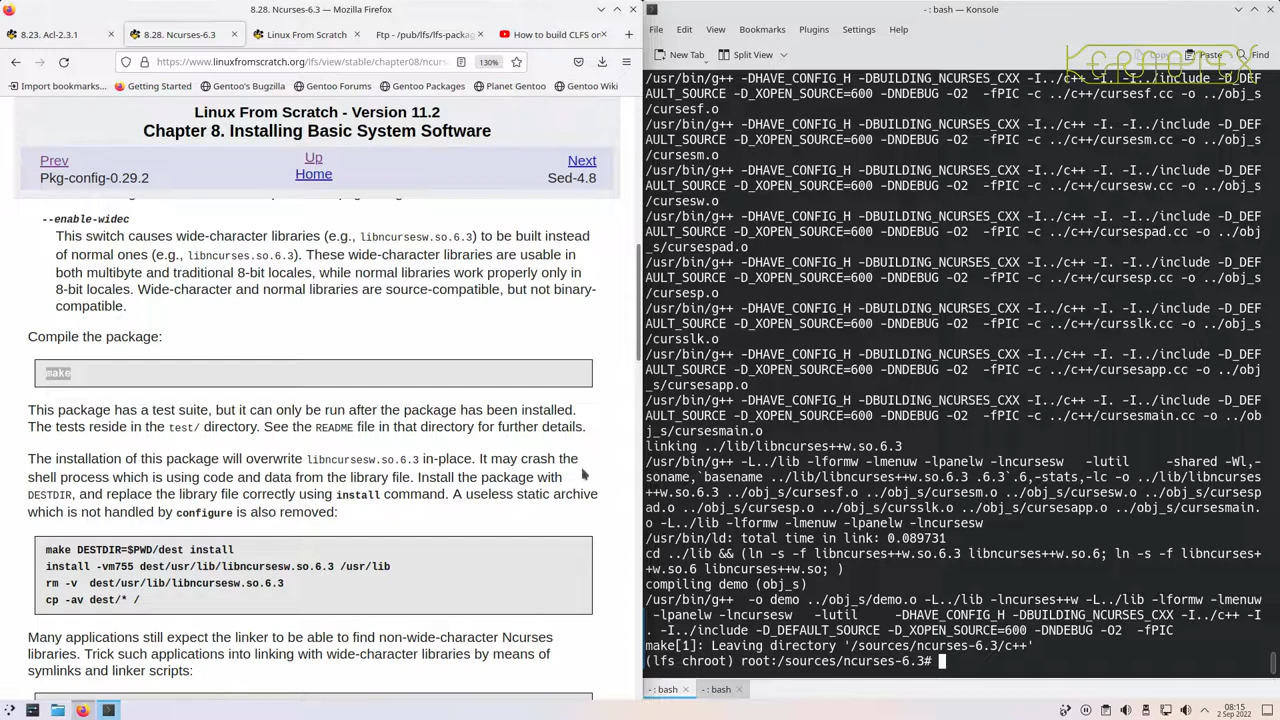 8.28. Ncurses-6.3 — Mozilla Firefox
8.23. Acl-2.3.1
8.28. Ncurses-6.3
Linux From Scratch
Ftp - /pub/lfs/lfs-packag
How to build CLFS on
https://www.linuxfromscratch.org/lfs/view/stable/chapter08/ncurs
Import bookmarks...
Getting Started
Gentoo's Bugzilla
Gentoo Forums
Gentoo Packages
Planet Gentoo
Gentoo Wiki
Linux From Scratch - Version 11.2
Chapter 8. Installing Basic System Software
Prev
Up
Next
Pkg-config-0.29.2
Home
Sed-4.8
--enable-widec
This switch causes wide-character libraries (e.g., libncursesw.so.6.3) to be built instead
of normal ones (e.g., libncurses.so.6.3). These wide-character libraries are usable in
both multibyte and traditional 8-bit locales, while normal libraries work properly only in
8-bit locales. Wide-character and normal libraries are source-compatible, but not binary-
compatible.
Compile the package:
make
This package has a test suite, but it can only be run after the package has been installed.
The tests reside in the test/ directory. See the README file in that directory for further details.
The installation of this package will overwrite libncursesw.so.6.3 in-place. It may crash the
shell process which is using code and data from the library file. Install the package with
DESTDIR, and replace the library file correctly using install command. A useless static archive
which is not handled by configure is also removed:
make DESTDIR=$PWD/dest install
install -vm755 dest/usr/lib/libncursesw.so.6.3 /usr/lib
rm -v  dest/usr/lib/libncursesw.so.6.3
cp -av dest/* /
Many applications still expect the linker to be able to find non-wide-character Ncurses
libraries. Trick such applications into linking with wide-character libraries by means of
symlinks and linker scripts:
- : bash — Konsole
File
Edit
View
Bookmarks
Plugins
Settings
Help
New Tab
Split View
Copy
Paste
Find
/usr/bin/g++ -DHAVE_CONFIG_H -DBUILDING_NCURSES_CXX -I../c++ -I. -I../include -D_DEF
AULT_SOURCE -D_XOPEN_SOURCE=600 -DNDEBUG -O2  -fPIC -c ../c++/cursesf.cc -o ../obj_s
/cursesf.o
/usr/bin/g++ -DHAVE_CONFIG_H -DBUILDING_NCURSES_CXX -I../c++ -I. -I../include -D_DEF
AULT_SOURCE -D_XOPEN_SOURCE=600 -DNDEBUG -O2  -fPIC -c ../c++/cursesm.cc -o ../obj_s
/cursesm.o
/usr/bin/g++ -DHAVE_CONFIG_H -DBUILDING_NCURSES_CXX -I../c++ -I. -I../include -D_DEF
AULT_SOURCE -D_XOPEN_SOURCE=600 -DNDEBUG -O2  -fPIC -c ../c++/cursesw.cc -o ../obj_s
/cursesw.o
/usr/bin/g++ -DHAVE_CONFIG_H -DBUILDING_NCURSES_CXX -I../c++ -I. -I../include -D_DEF
AULT_SOURCE -D_XOPEN_SOURCE=600 -DNDEBUG -O2  -fPIC -c ../c++/cursespad.cc -o ../obj
_s/cursespad.o
/usr/bin/g++ -DHAVE_CONFIG_H -DBUILDING_NCURSES_CXX -I../c++ -I. -I../include -D_DEF
AULT_SOURCE -D_XOPEN_SOURCE=600 -DNDEBUG -O2  -fPIC -c ../c++/cursesp.cc -o ../obj_s
/cursesp.o
/usr/bin/g++ -DHAVE_CONFIG_H -DBUILDING_NCURSES_CXX -I../c++ -I. -I../include -D_DEF
AULT_SOURCE -D_XOPEN_SOURCE=600 -DNDEBUG -O2  -fPIC -c ../c++/cursslk.cc -o ../obj_s
/cursslk.o
/usr/bin/g++ -DHAVE_CONFIG_H -DBUILDING_NCURSES_CXX -I../c++ -I. -I../include -D_DEF
AULT_SOURCE -D_XOPEN_SOURCE=600 -DNDEBUG -O2  -fPIC -c ../c++/cursesapp.cc -o ../obj
_s/cursesapp.o
/usr/bin/g++ -DHAVE_CONFIG_H -DBUILDING_NCURSES_CXX -I../c++ -I. -I../include -D_DEF
AULT_SOURCE -D_XOPEN_SOURCE=600 -DNDEBUG -O2  -fPIC -c ../c++/cursesmain.cc -o ../ob
j_s/cursesmain.o
linking ../lib/libncurses++w.so.6.3
/usr/bin/g++ -L../lib -lformw -lmenuw -lpanelw -lncursesw   -lutil    -shared -Wl,-
soname,`basename ../lib/libncurses++w.so.6.3 .6.3`.6,-stats,-lc -o ../lib/libncurses
++w.so.6.3 ../obj_s/cursesf.o ../obj_s/cursesm.o ../obj_s/cursesw.o ../obj_s/cursesp
ad.o ../obj_s/cursesp.o ../obj_s/cursslk.o ../obj_s/cursesapp.o ../obj_s/cursesmain.
o -L../lib -lformw -lmenuw -lpanelw -lncursesw
/usr/bin/ld: total time in link: 0.089731
cd ../lib && (ln -s -f libncurses++w.so.6.3 libncurses++w.so.6; ln -s -f libncurses+
+w.so.6 libncurses++w.so; )
compiling demo (obj_s)
/usr/bin/g++  -o demo ../obj_s/demo.o -L../lib -lncurses++w -L../lib -lformw -lmenuw
 -lpanelw -lncursesw   -lutil     -DHAVE_CONFIG_H -DBUILDING_NCURSES_CXX -I../c++ -I
. -I../include -D_DEFAULT_SOURCE -D_XOPEN_SOURCE=600 -DNDEBUG -O2  -fPIC
make[1]: Leaving directory '/sources/ncurses-6.3/c++'
(lfs chroot) root:/sources/ncurses-6.3#
- : bash
- : bash
08:15
2 Sep 2022